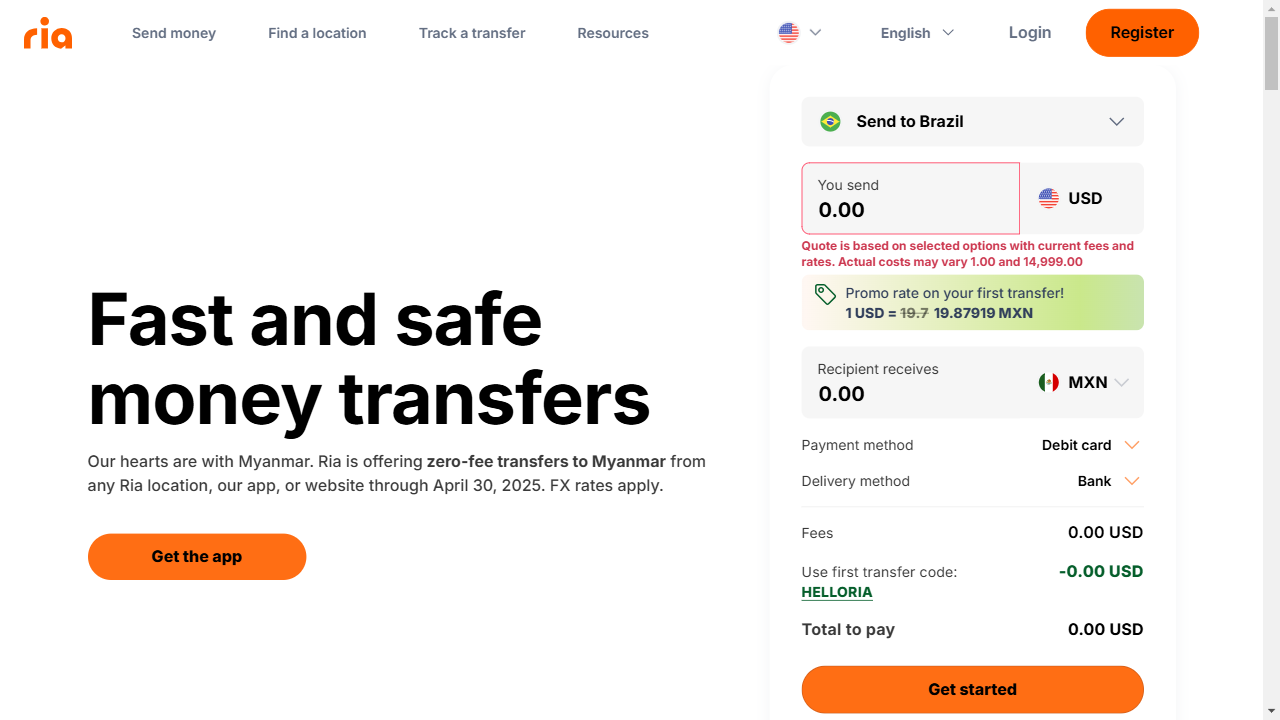 ria
Send money
Find a location
Track a transfer
Resources
English
Login
Register
Send to Brazil
You send
0.00
USD
Quote is based on selected options with current fees and
rates. Actual costs may vary 1.00 and 14,999.00
Promo rate on your first transfer!
1 USD = 19.7 19.87919 MXN
Recipient receives
0.00
MXN
Payment method
Debit card
Delivery method
Bank
Fees
0.00 USD
Use first transfer code:
-0.00 USD
HELLORIA
Total to pay
0.00 USD
Get started
Fast and safe
money transfers
Our hearts are with Myanmar. Ria is offering zero-fee transfers to Myanmar from
any Ria location, our app, or website through April 30, 2025. FX rates apply.
Get the app